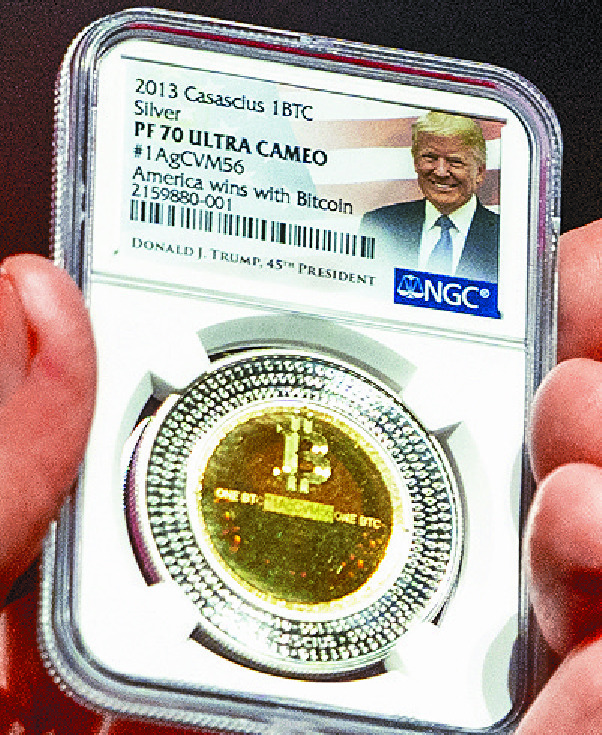 2013 Casascius 1BTC
Silver
PF 70 ULTRA CAMEO
#1AgCVM56
America wins with Bitcoin
2159880-001
DONALD J. TRUMP, 45TH PRESIDENT
NGC®
ONE BTC
ONE BTC